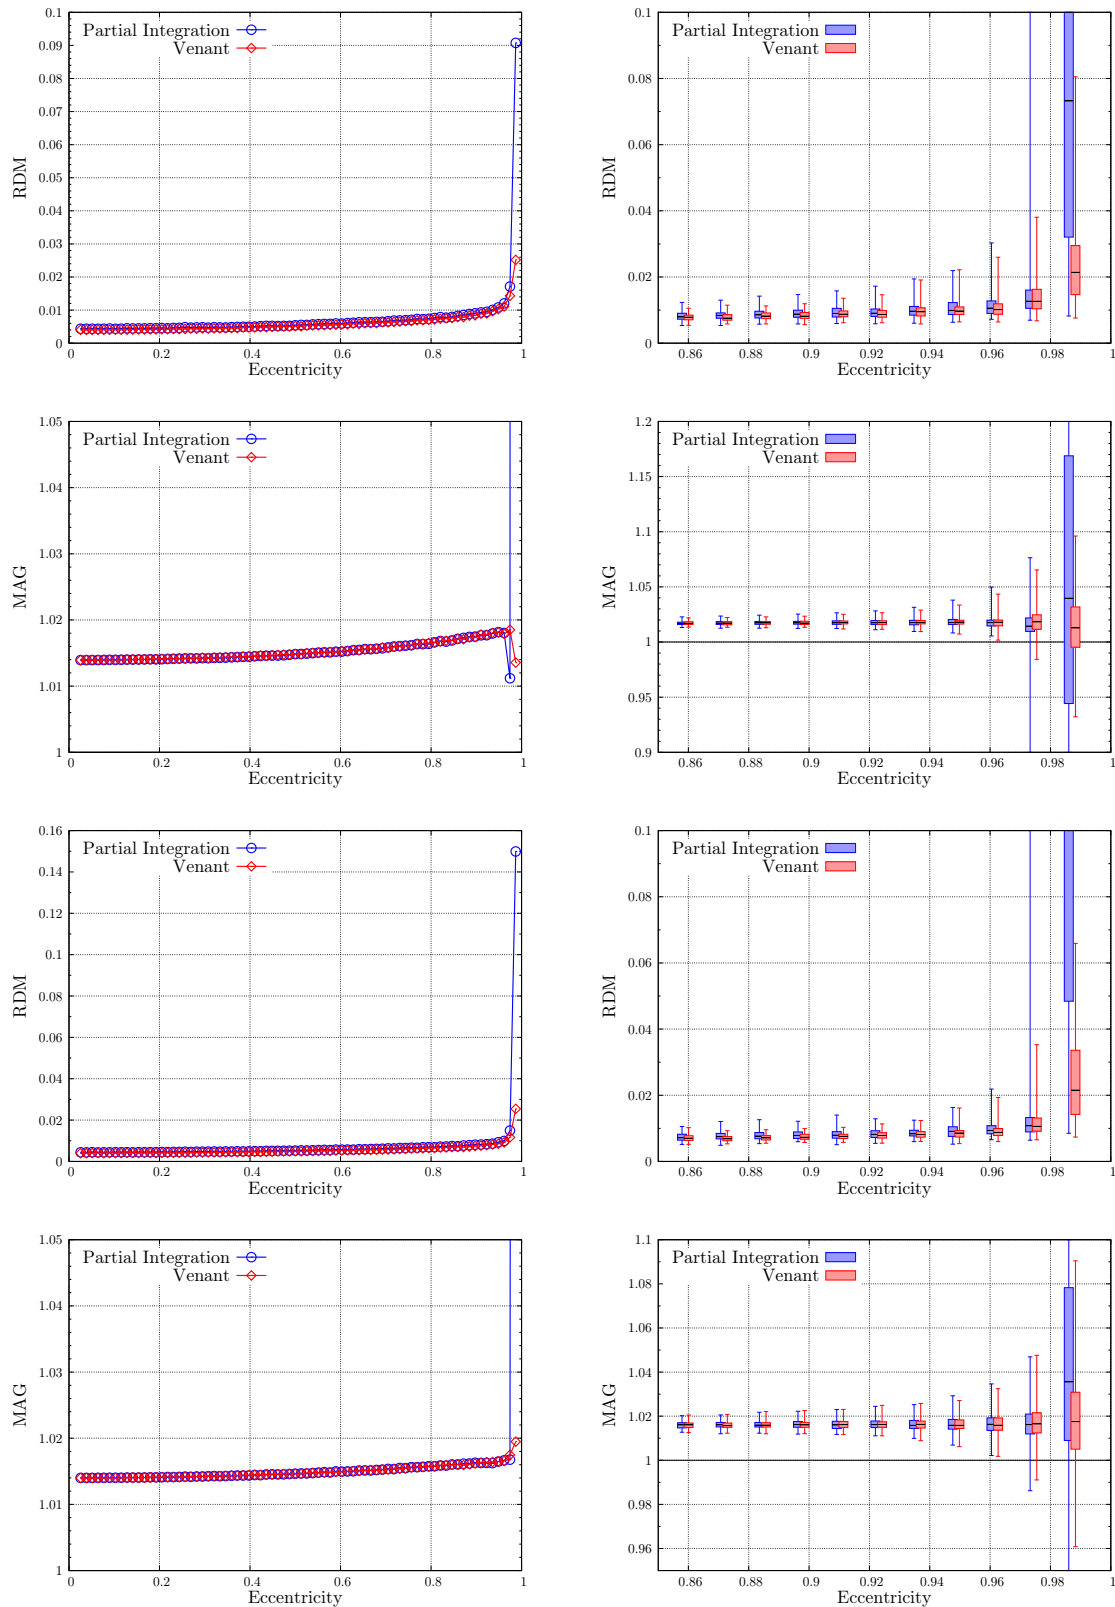 0.1
0.09
0.08
0.07
0.06
0.05
0.04
0.03
0.02
0.01
0
RDM
Partial Integration
Venant
0 0.2 0.4 0.6 0.8 1
Eccentricity
0.1
0.08
0.06
0.04
0.02
0
RDM
Partial Integration
Venant
0.86 0.88 0.9 0.92 0.94 0.96 0.98 1
Eccentricity
1.05
1.04
1.03
1.02
1.01
1
MAG
Partial Integration
Venant
0 0.2 0.4 0.6 0.8 1
Eccentricity
1.2
1.15
1.1
1.05
1
0.95
0.9
MAG
Partial Integration
Venant
0.86 0.88 0.9 0.92 0.94 0.96 0.98 1
Eccentricity
0.16
0.14
0.12
0.1
0.08
0.06
0.04
0.02
0
RDM
Partial Integration
Venant
0 0.2 0.4 0.6 0.8 1
Eccentricity
0.1
0.08
0.06
0.04
0.02
0
RDM
Partial Integration
Venant
0.86 0.88 0.9 0.92 0.94 0.96 0.98 1
Eccentricity
1.05
1.04
1.03
1.02
1.01
1
MAG
Partial Integration
Venant
0 0.2 0.4 0.6 0.8 1
Eccentricity
1.1
1.08
1.06
1.04
1.02
1
0.98
0.96
MAG
Partial Integration
Venant
0.86 0.88 0.9 0.92 0.94 0.96 0.98 1
Eccentricity